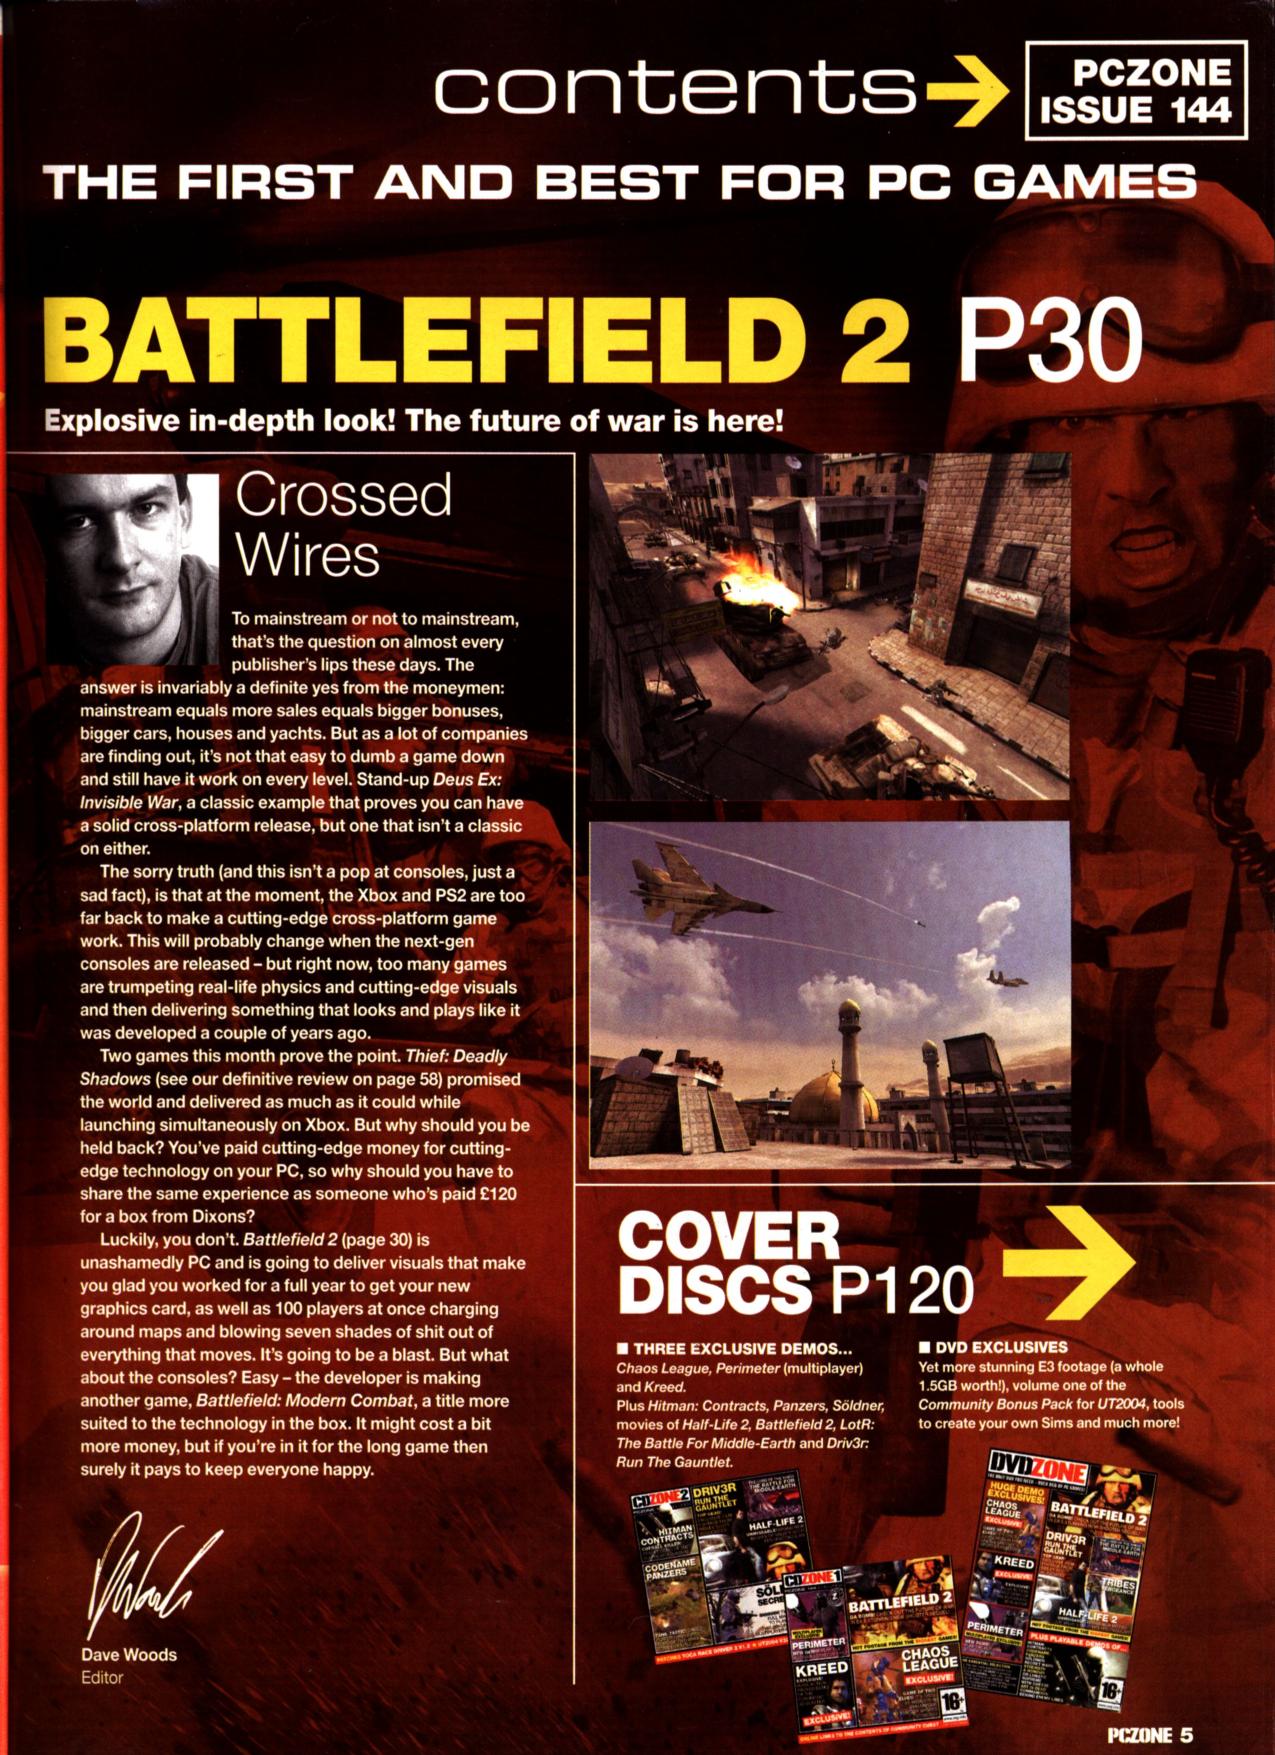 contents
PCZONE
ISSUE 144
THE FIRST AND BEST FOR PC GAMES
BATTLEFIELD 2 P30
Explosive in-depth look! The future of war is here!
Crossed
Wires
To mainstream or not to mainstream,
that's the question on almost every
publisher's lips these days. The
answer is invariably a definite yes from the moneymen:
mainstream equals more sales equals bigger bonuses,
bigger cars, houses and yachts. But as a lot of companies
are finding out, it's not that easy to dumb a game down
and still have it work on every level. Stand-up Deus Ex:
Invisible War, a classic example that proves you can have
a solid cross-platform release, but one that isn't a classic
on either.
The sorry truth (and this isn't a pop at consoles, just a
sad fact), is that at the moment, the Xbox and PS2 are too
far back to make a cutting-edge cross-platform game
work. This will probably change when the next-gen
consoles are released – but right now, too many games
are trumpeting real-life physics and cutting-edge visuals
and then delivering something that looks and plays like it
was developed a couple of years ago.
Two games this month prove the point. Thief: Deadly
Shadows (see our definitive review on page 58) promised
the world and delivered as much as it could while
launching simultaneously on Xbox. But why should you be
held back? You've paid cutting-edge money for cutting-
edge technology on your PC, so why should you have to
share the same experience as someone who's paid £120
for a box from Dixons?
Luckily, you don't. Battlefield 2 (page 30) is
unashamedly PC and is going to deliver visuals that make
you glad you worked for a full year to get your new
graphics card, as well as 100 players at once charging
around maps and blowing seven shades of shit out of
everything that moves. It's going to be a blast. But what
about the consoles? Easy – the developer is making
another game, Battlefield: Modern Combat, a title more
suited to the technology in the box. It might cost a bit
more money, but if you're in it for the long game then
surely it pays to keep everyone happy.
Dave Woods
Editor
COVER
DISCS P120
■ THREE EXCLUSIVE DEMOS...
Chaos League, Perimeter (multiplayer)
and Kreed.
Plus Hitman: Contracts, Panzers, Söldner,
movies of Half-Life 2, Battlefield 2, LotR:
The Battle For Middle-Earth and Driv3r:
Run The Gauntlet.
■ DVD EXCLUSIVES
Yet more stunning E3 footage (a whole
1.5GB worth!), volume one of the
Community Bonus Pack for UT2004, tools
to create your own Sims and much more!
CDZONE2
DRIV3R
RUN THE
GAUNTLET
HITMAN
CONTRACTS
HALF-LIFE 2
CODENAME
PANZERS
CDZONE1
BATTLEFIELD 2
PERIMETER
KREED
EXCLUSIVE!
CHAOS
LEAGUE
EXCLUSIVE!
16+
DVDZONE
HUGE DEMO
EXCLUSIVES!
CHAOS
LEAGUE
EXCLUSIVE!
BATTLEFIELD 2
DRIV3R
RUN THE
GAUNTLET
KREED
EXCLUSIVE!
TRIBES
HALF-LIFE 2
PERIMETER
PLUS PLAYABLE DEMOS OF...
16+
PCZONE 5